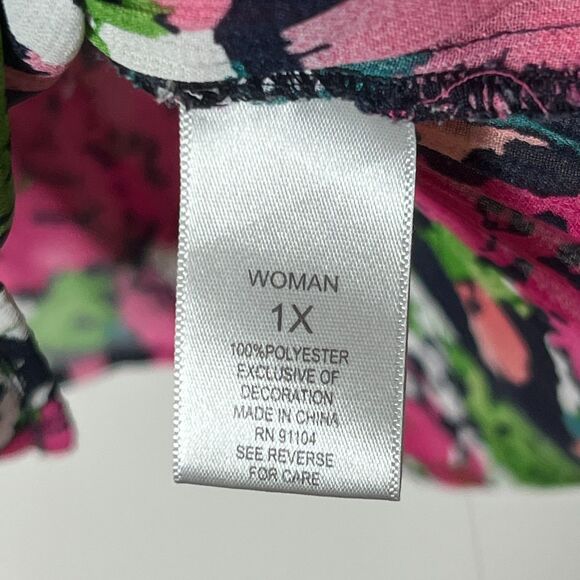 WOMAN
1X
100%POLYESTER
EXCLUSIVE OF
DECORATION
MADE IN CHINA
RN 91104
SEE REVERSE
FOR CARE